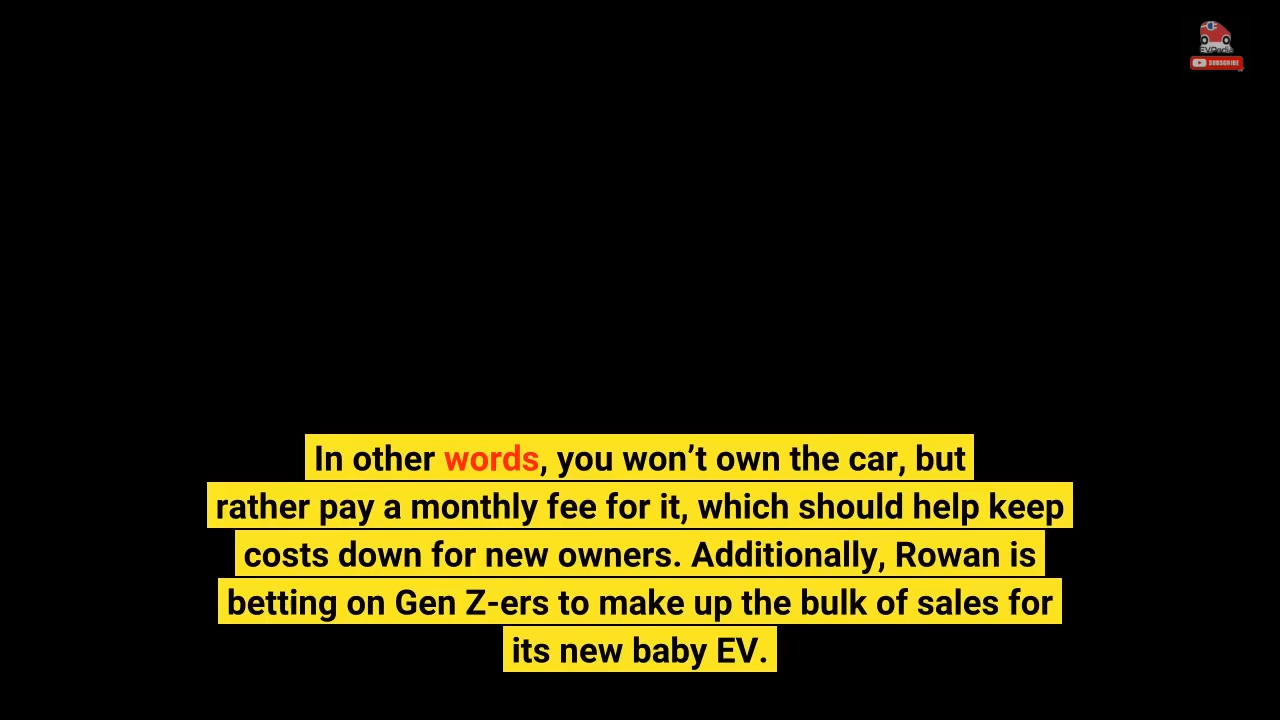 SUBSCRIBE
In other words, you won’t own the car, but
rather pay a monthly fee for it, which should help keep
costs down for new owners. Additionally, Rowan is
betting on Gen Z-ers to make up the bulk of sales for
its new baby EV.